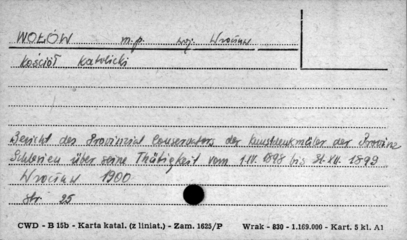 WOŁÓW m.p. woj. Wrocław
Kościół Katolicki
Bericht des Provinzial Conservators der Kunstdenkmäler der Provinz
Schlesien über seine Thätigkeit vom 1.IV. 1898 bis 31.XII. 1899
Wrocław 1900
str. 25
CWD - B 15b - Karta katal. (z liniat.) - Zam. 1625/P Wrak - 830 - 1.169.000 - Kart. 5 kl. A1